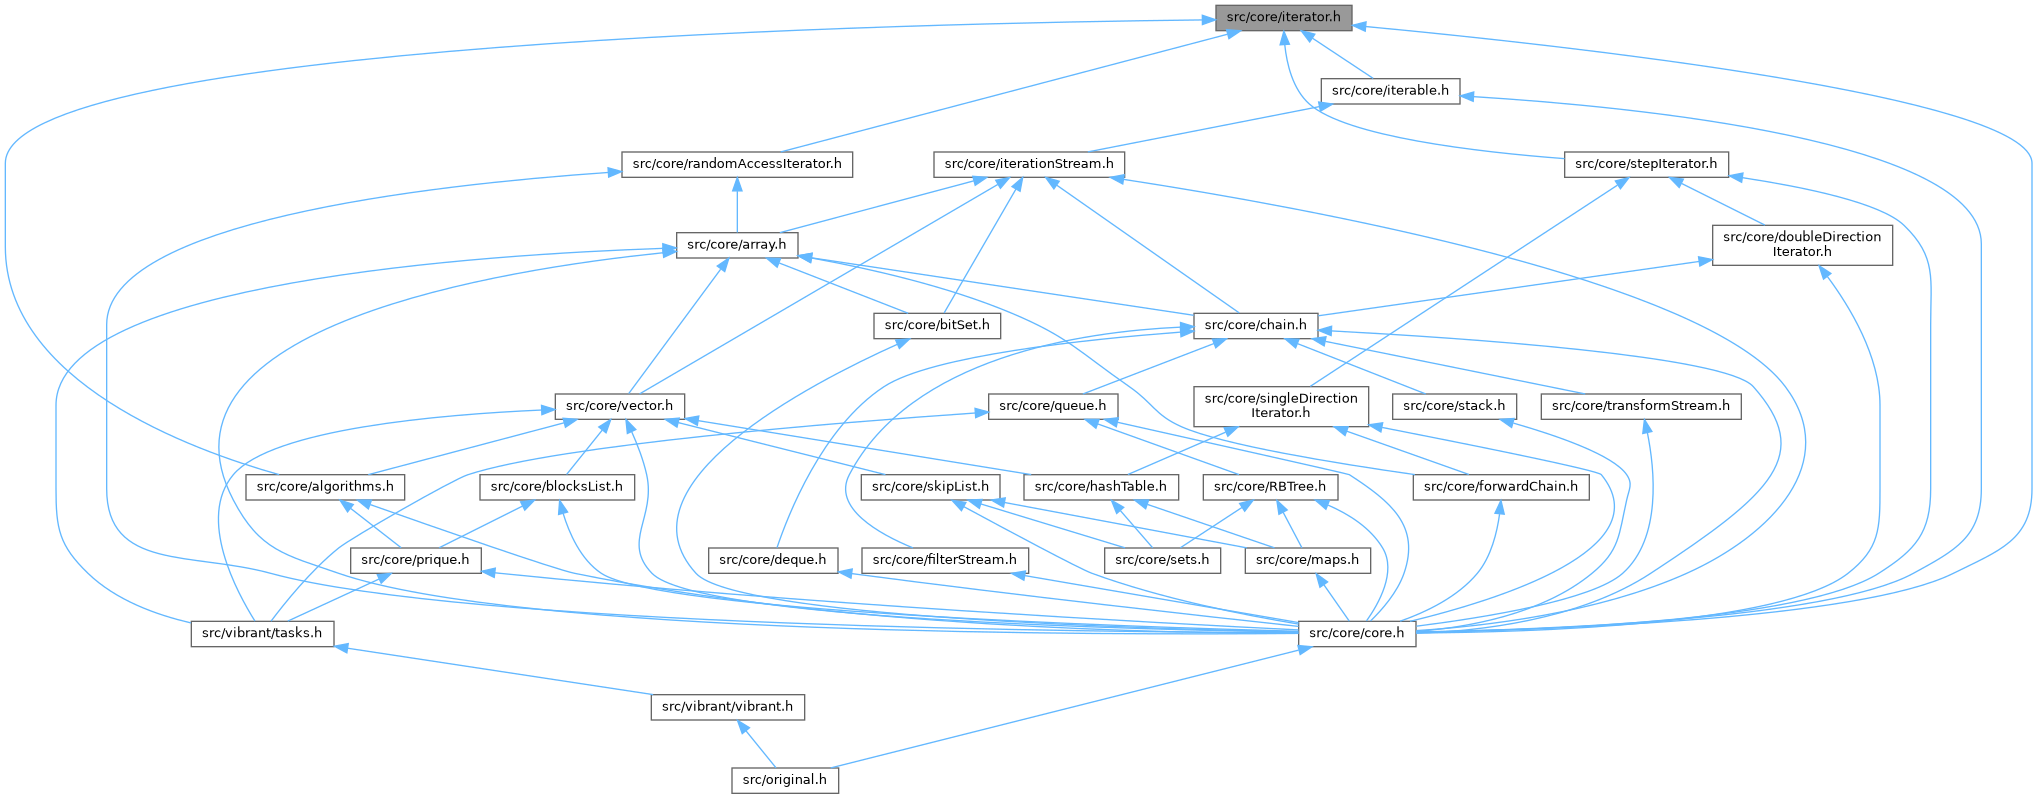 src/core/iterator.h
src/core/iterable.h
src/core/randomAccessIterator.h
src/core/iterationStream.h
src/core/stepIterator.h
src/core/array.h
src/core/doubleDirection
Iterator.h
src/core/bitSet.h
src/core/chain.h
src/core/vector.h
src/core/queue.h
src/core/singleDirection
Iterator.h
src/core/stack.h
src/core/transformStream.h
src/core/algorithms.h
src/core/blocksList.h
src/core/skipList.h
src/core/hashTable.h
src/core/RBTree.h
src/core/forwardChain.h
src/core/prique.h
src/core/deque.h
src/core/filterStream.h
src/core/sets.h
src/core/maps.h
src/vibrant/tasks.h
src/core/core.h
src/vibrant/vibrant.h
src/original.h